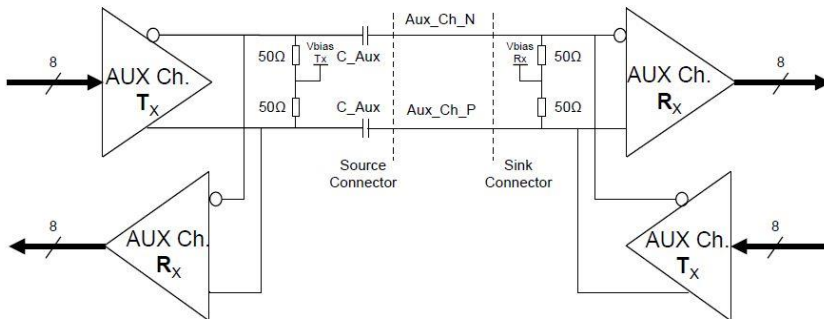 Aux_Ch_N
8
AUX Ch.
TX
50Ω
Vbias
Tx
C_Aux
Vbias
Rx
50Ω
AUX Ch.
RX
8
50Ω
C_Aux
Aux_Ch_P
50Ω
Source
Connector
Sink
Connector
8
AUX Ch.
RX
AUX Ch.
TX
8